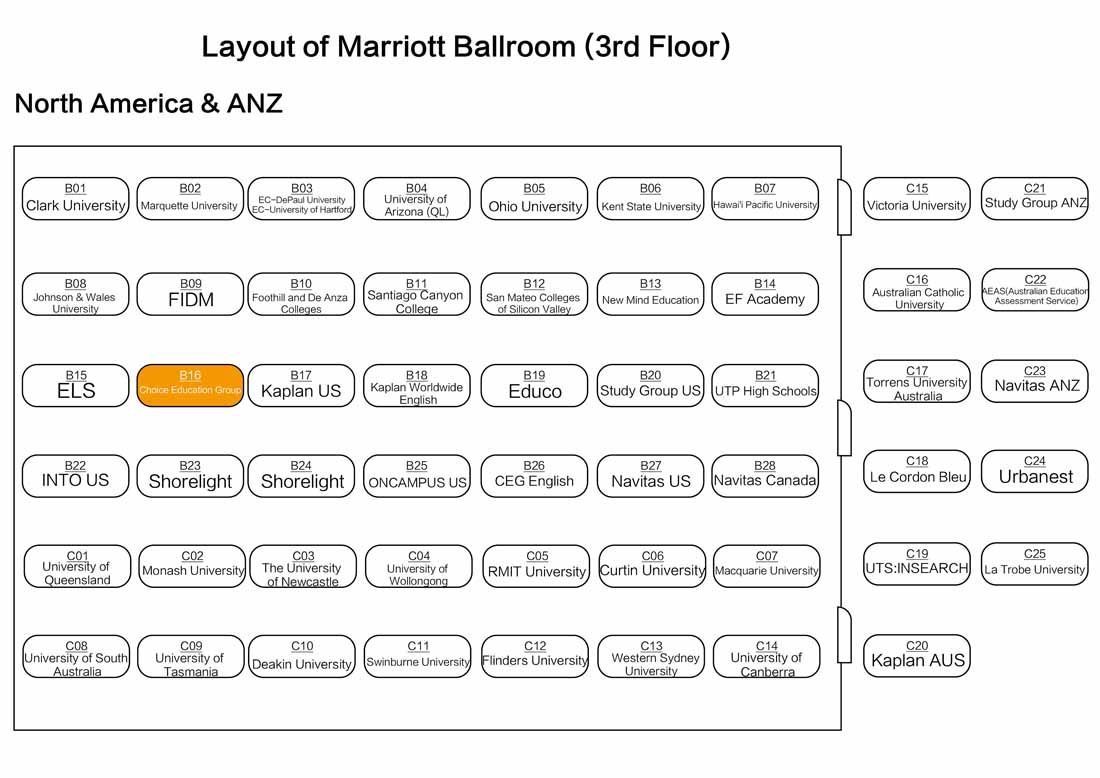 Layout of Marriott Ballroom (3rd Floor)
North America & ANZ
B01
Clark University
B02
Marquette University
B03
EC-DePaul University
EC-University of Hartford
B04
University of
Arizona (QL)
B05
Ohio University
B06
Kent State University
B07
Hawai'i Pacific University
C15
Victoria University
C21
Study Group ANZ
B08
Johnson & Wales
University
B09
FIDM
B10
Foothill and De Anza
Colleges
B11
Santiago Canyon
College
B12
San Mateo Colleges
of Silicon Valley
B13
New Mind Education
B14
EF Academy
C16
Australian Catholic
University
C22
AEAS(Australian Education
Assessment Service)
B15
ELS
B16
Choice Education Group
B17
Kaplan US
B18
Kaplan Worldwide
English
B19
Educo
B20
Study Group US
B21
UTP High Schools
C17
Torrens University
Australia
C23
Navitas ANZ
B22
INTO US
B23
Shorelight
B24
Shorelight
B25
ONCAMPUS US
B26
CEG English
B27
Navitas US
B28
Navitas Canada
C18
Le Cordon Bleu
C24
Urbanest
C01
University of
Queensland
C02
Monash University
C03
The University
of Newcastle
C04
University of
Wollongong
C05
RMIT University
C06
Curtin University
C07
Macquarie University
C19
UTS:INSEARCH
C25
La Trobe University
C08
University of South
Australia
C09
University of
Tasmania
C10
Deakin University
C11
Swinburne University
C12
Flinders University
C13
Western Sydney
University
C14
University of
Canberra
C20
Kaplan AUS